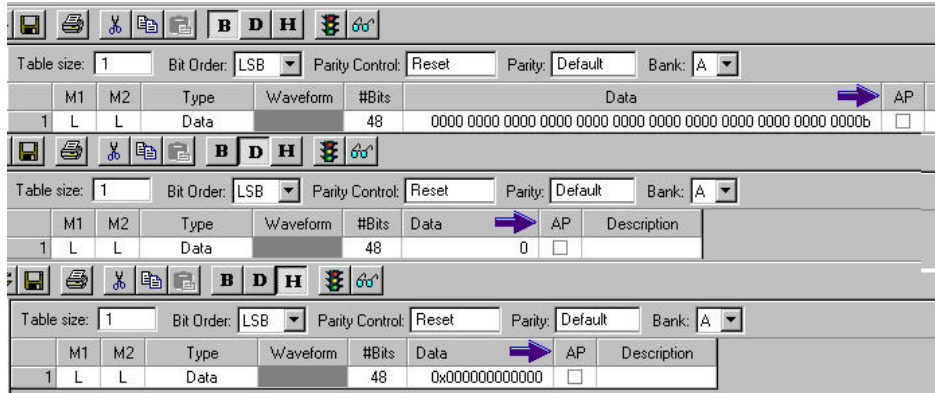 B D H
Table size: 1 Bit Order: LSB Parity Control: Reset Parity: Default Bank: A
M1 M2 Type Waveform #Bits Data AP
1 L L Data 48 0000 0000 0000 0000 0000 0000 0000 0000 0000 0000 0000 0000b
B D H
Table size: 1 Bit Order: LSB Parity Control: Reset Parity: Default Bank: A
M1 M2 Type Waveform #Bits Data AP Description
1 L L Data 48 0
B D H
Table size: 1 Bit Order: LSB Parity Control: Reset Parity: Default Bank: A
M1 M2 Type Waveform #Bits Data AP Description
1 L L Data 48 0x000000000000